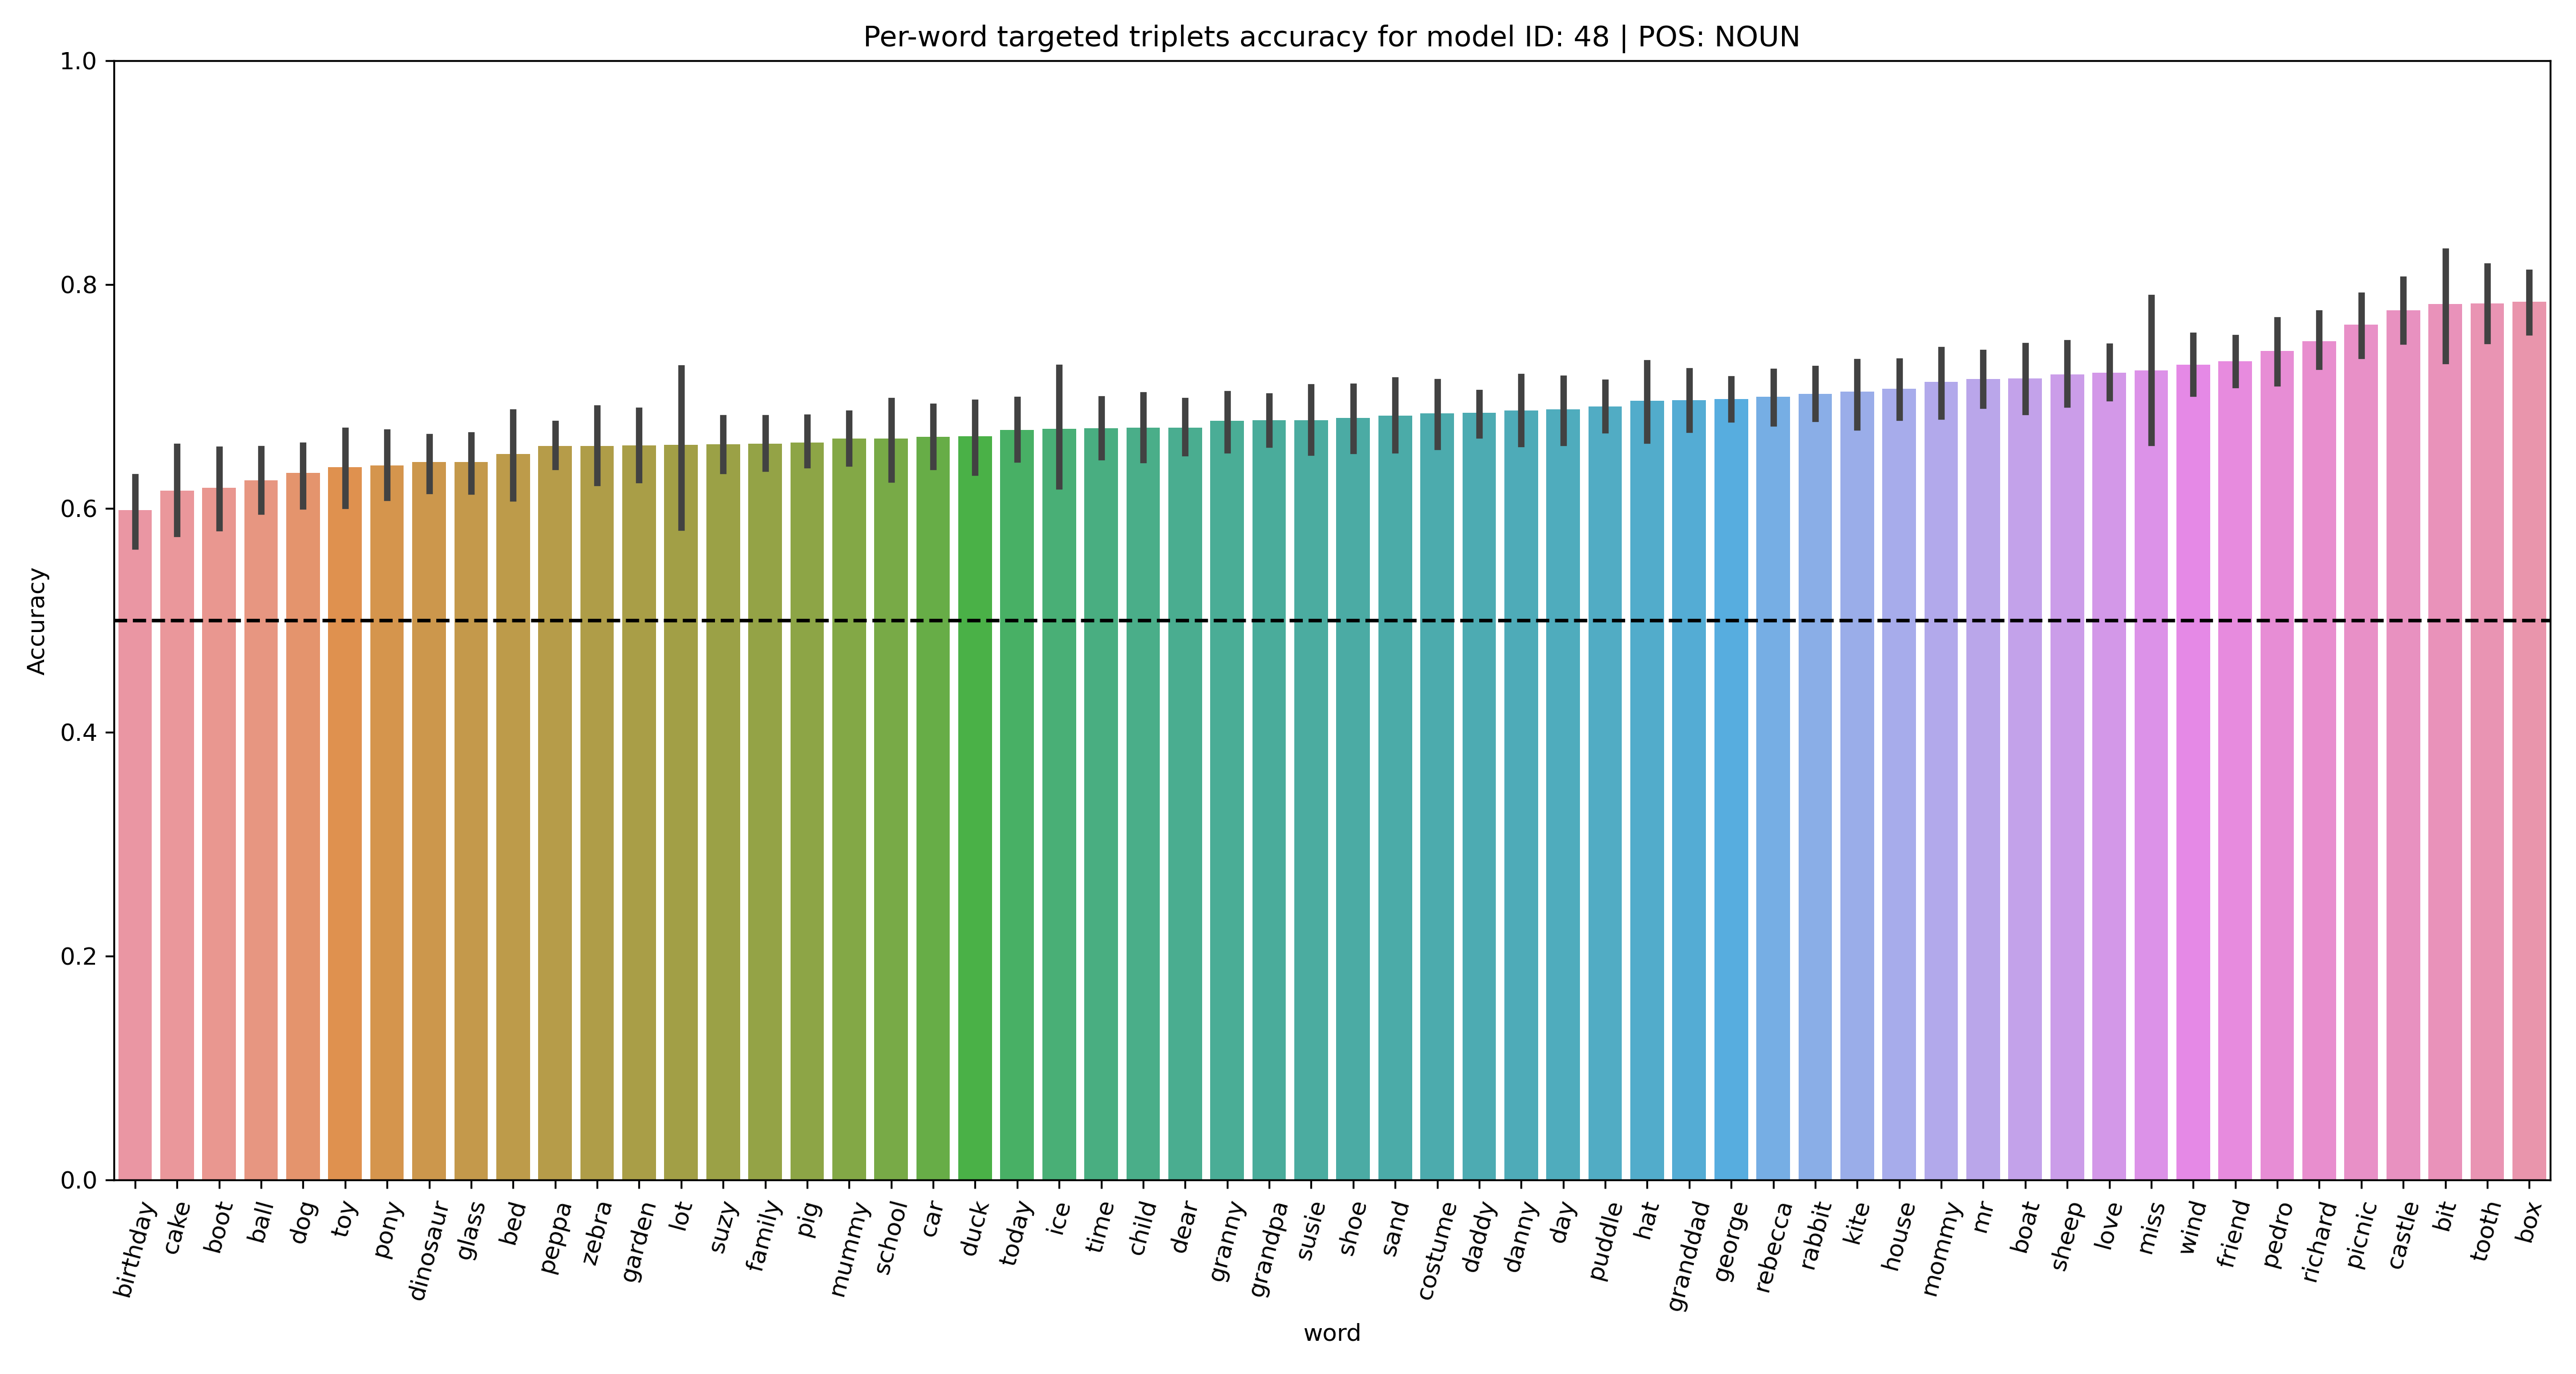 Per-word targeted triplets accuracy for model ID: 48 | POS: NOUN
1.0
0.8
0.6
0.4
0.2
0.0
Accuracy
birthday cake boot ball dog toy pony dinosaur glass bed peppa zebra garden lot suzy family pig mummy school car duck today ice time child dear granny grandpa susie shoe sand costume daddy danny day puddle hat granddad george rebecca rabbit kite house mommy mr boat sheep love miss wind friend pedro richard picnic castle bit tooth box
word